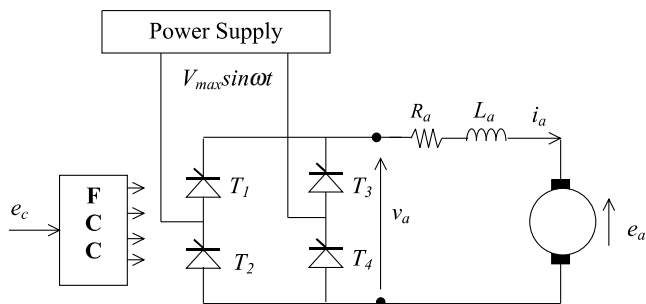 Power Supply
V_max sinωt
R_a
L_a
i_a
F
C
C
e_c
T_1
T_3
v_a
e_a
T_2
T_4